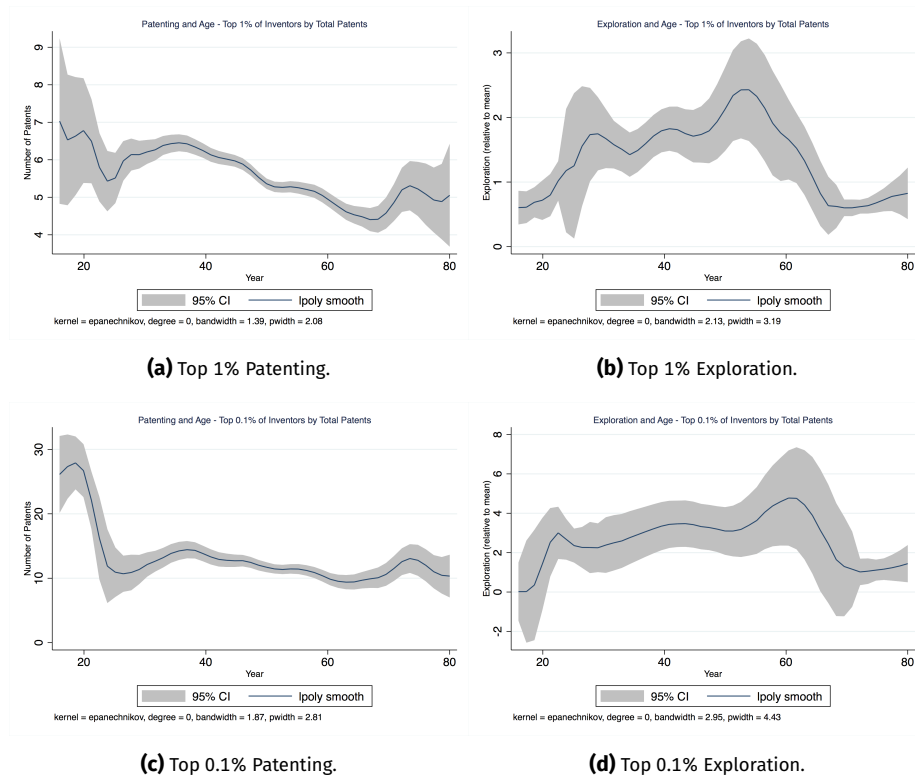 Patenting and Age - Top 1% of Inventors by Total Patents
Number of Patents
9
8
7
6
5
4
20 40 60 80
Year
95% CI lpoly smooth
kernel = epanechnikov, degree = 0, bandwidth = 1.39, pwidth = 2.08
(a) Top 1% Patenting.
Exploration and Age - Top 1% of Inventors by Total Patents
Exploration (relative to mean)
3
2
1
0
20 40 60 80
Year
95% CI lpoly smooth
kernel = epanechnikov, degree = 0, bandwidth = 2.13, pwidth = 3.19
(b) Top 1% Exploration.
Patenting and Age - Top 0.1% of Inventors by Total Patents
Number of Patents
30
20
10
0
20 40 60 80
Year
95% CI lpoly smooth
kernel = epanechnikov, degree = 0, bandwidth = 1.87, pwidth = 2.81
(c) Top 0.1% Patenting.
Exploration and Age - Top 0.1% of Inventors by Total Patents
Exploration (relative to mean)
8
6
4
2
0
-2
20 40 60 80
Year
95% CI lpoly smooth
kernel = epanechnikov, degree = 0, bandwidth = 2.95, pwidth = 4.43
(d) Top 0.1% Exploration.